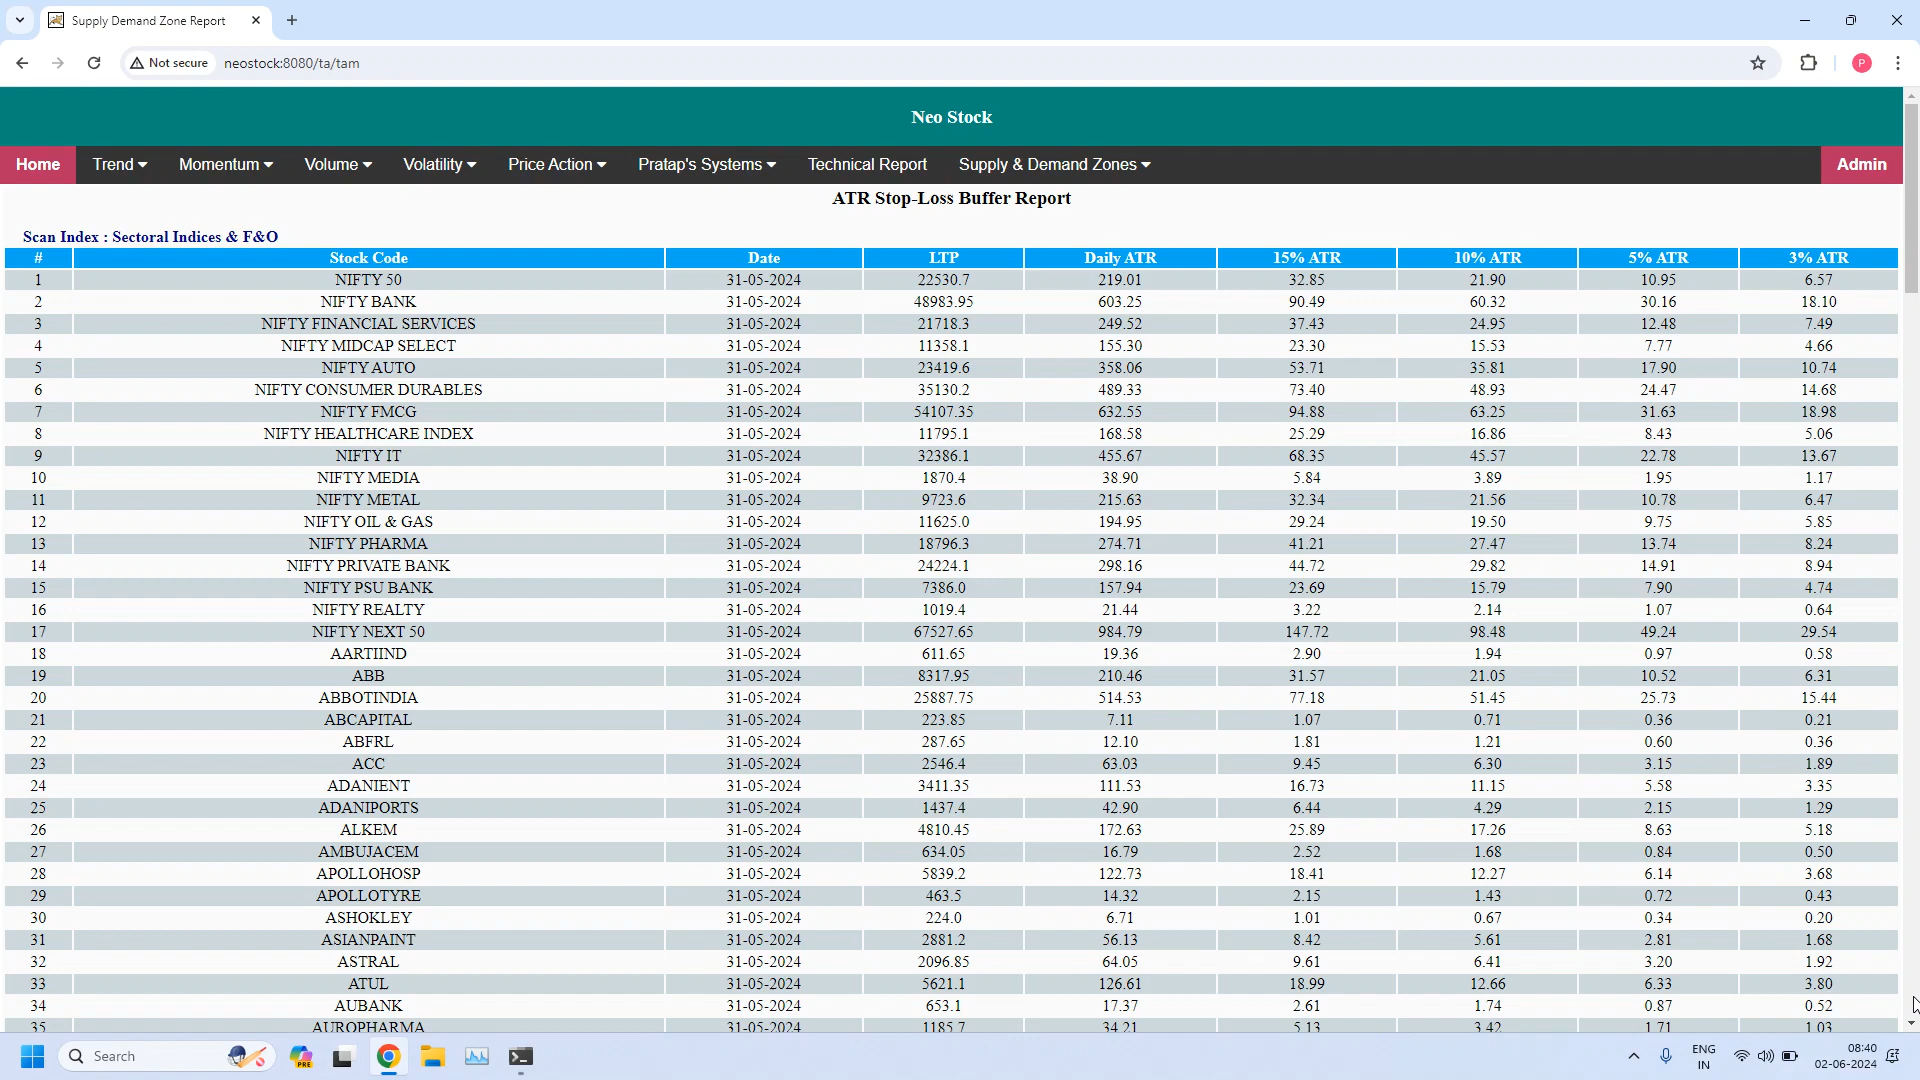 Supply Demand Zone Report
Not secure neostock:8080/ta/tam P
Neo Stock
Home Trend Momentum Volume Volatility Price Action Pratap's Systems Technical Report Supply & Demand Zones Admin
ATR Stop-Loss Buffer Report
Scan Index : Sectoral Indices & F&O
# Stock Code Date LTP Daily ATR 15% ATR 10% ATR 5% ATR 3% ATR
1 NIFTY 50 31-05-2024 22530.7 219.01 32.85 21.90 10.95 6.57
2 NIFTY BANK 31-05-2024 48983.95 603.25 90.49 60.32 30.16 18.10
3 NIFTY FINANCIAL SERVICES 31-05-2024 21718.3 249.52 37.43 24.95 12.48 7.49
4 NIFTY MIDCAP SELECT 31-05-2024 11358.1 155.30 23.30 15.53 7.77 4.66
5 NIFTY AUTO 31-05-2024 23419.6 358.06 53.71 35.81 17.90 10.74
6 NIFTY CONSUMER DURABLES 31-05-2024 35130.2 489.33 73.40 48.93 24.47 14.68
7 NIFTY FMCG 31-05-2024 54107.35 632.55 94.88 63.25 31.63 18.98
8 NIFTY HEALTHCARE INDEX 31-05-2024 11795.1 168.58 25.29 16.86 8.43 5.06
9 NIFTY IT 31-05-2024 32386.1 455.67 68.35 45.57 22.78 13.67
10 NIFTY MEDIA 31-05-2024 1870.4 38.90 5.84 3.89 1.95 1.17
11 NIFTY METAL 31-05-2024 9723.6 215.63 32.34 21.56 10.78 6.47
12 NIFTY OIL & GAS 31-05-2024 11625.0 194.95 29.24 19.50 9.75 5.85
13 NIFTY PHARMA 31-05-2024 18796.3 274.71 41.21 27.47 13.74 8.24
14 NIFTY PRIVATE BANK 31-05-2024 24224.1 298.16 44.72 29.82 14.91 8.94
15 NIFTY PSU BANK 31-05-2024 7386.0 157.94 23.69 15.79 7.90 4.74
16 NIFTY REALTY 31-05-2024 1019.4 21.44 3.22 2.14 1.07 0.64
17 NIFTY NEXT 50 31-05-2024 67527.65 984.79 147.72 98.48 49.24 29.54
18 AARTIIND 31-05-2024 611.65 19.36 2.90 1.94 0.97 0.58
19 ABB 31-05-2024 8317.95 210.46 31.57 21.05 10.52 6.31
20 ABBOTINDIA 31-05-2024 25887.75 514.53 77.18 51.45 25.73 15.44
21 ABCAPITAL 31-05-2024 223.85 7.11 1.07 0.71 0.36 0.21
22 ABFRL 31-05-2024 287.65 12.10 1.81 1.21 0.60 0.36
23 ACC 31-05-2024 2546.4 63.03 9.45 6.30 3.15 1.89
24 ADANIENT 31-05-2024 3411.35 111.53 16.73 11.15 5.58 3.35
25 ADANIPORTS 31-05-2024 1437.4 42.90 6.44 4.29 2.15 1.29
26 ALKEM 31-05-2024 4810.45 172.63 25.89 17.26 8.63 5.18
27 AMBUJACEM 31-05-2024 634.05 16.79 2.52 1.68 0.84 0.50
28 APOLLOHOSP 31-05-2024 5839.2 122.73 18.41 12.27 6.14 3.68
29 APOLLOTYRE 31-05-2024 463.5 14.32 2.15 1.43 0.72 0.43
30 ASHOKLEY 31-05-2024 224.0 6.71 1.01 0.67 0.34 0.20
31 ASIANPAINT 31-05-2024 2881.2 56.13 8.42 5.61 2.81 1.68
32 ASTRAL 31-05-2024 2096.85 64.05 9.61 6.41 3.20 1.92
33 ATUL 31-05-2024 5621.1 126.61 18.99 12.66 6.33 3.80
34 AUBANK 31-05-2024 653.1 17.37 2.61 1.74 0.87 0.52
35 AUROPHARMA 31-05-2024 1185.7 34.21 5.13 3.42 1.71 1.03
Search PRE ENG 08:40
IN 02-06-2024